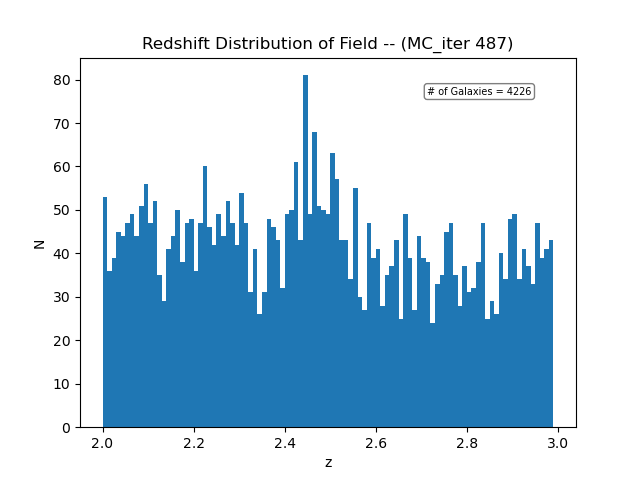 Redshift Distribution of Field -- (MC_iter 487)
# of Galaxies = 4226
80
70
60
50
40
30
20
10
0
N
2.0 2.2 2.4 2.6 2.8 3.0
z